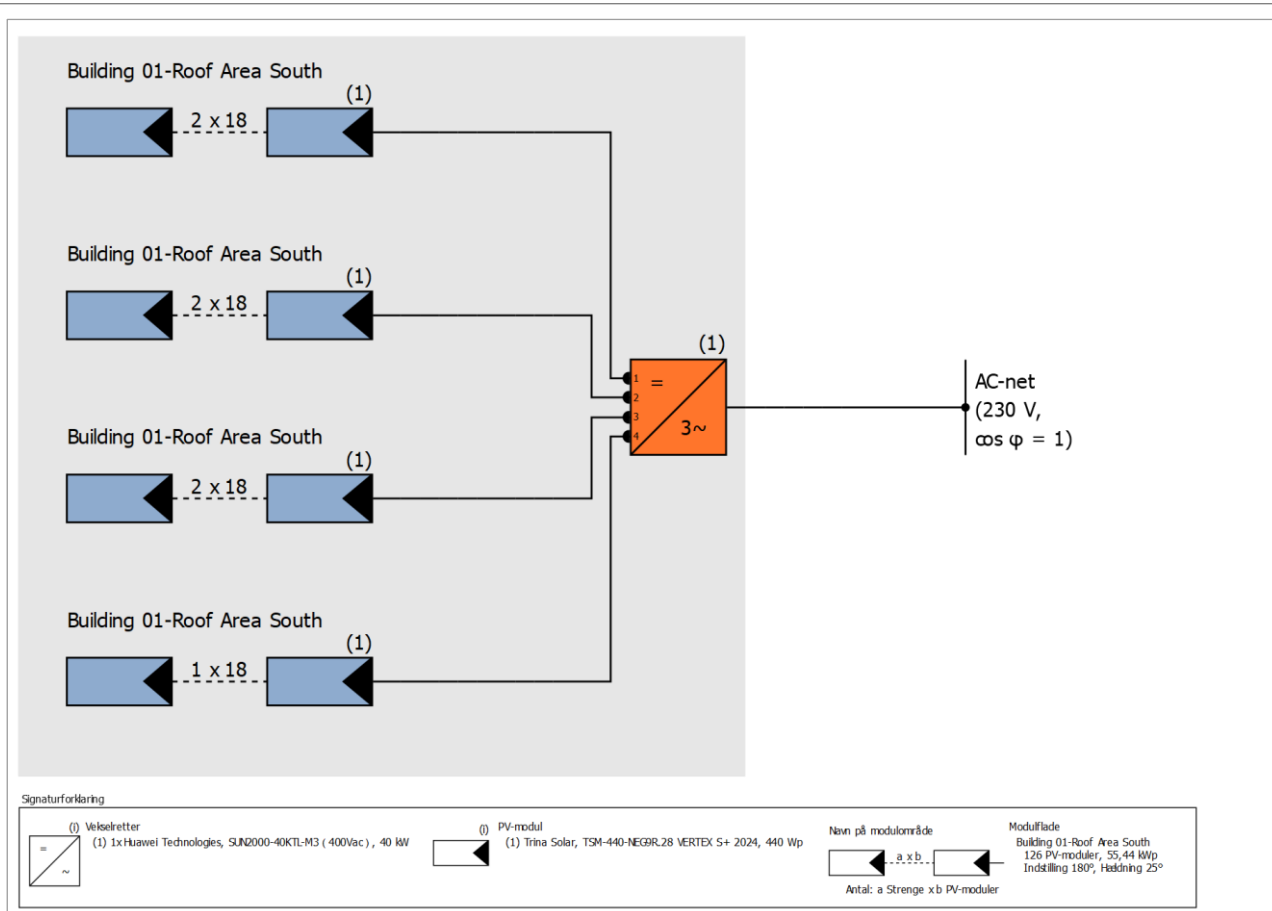 Building 01-Roof Area South
(1)
2 x 18
Building 01-Roof Area South
(1)
2 x 18
(1)
1 =
2
3 3~
4
AC-net
(230 V,
cos φ = 1)
Building 01-Roof Area South
(1)
2 x 18
Building 01-Roof Area South
(1)
1 x 18
Signaturforklaring
(i) Vekselretter
(1) 1x Huawei Technologies, SUN2000-40KTL-M3 (400Vac), 40 kW
=
~
(i) PV-modul
(1) Trina Solar, TSM-440-NEG9R.28 VERTEX S+ 2024, 440 Wp
Navn på modulområde
a x b
Antal: a Strenge x b PV-moduler
Modulflade
Building 01-Roof Area South
126 PV-moduler, 55,44 kWp
Indstilling 180°, Hældning 25°